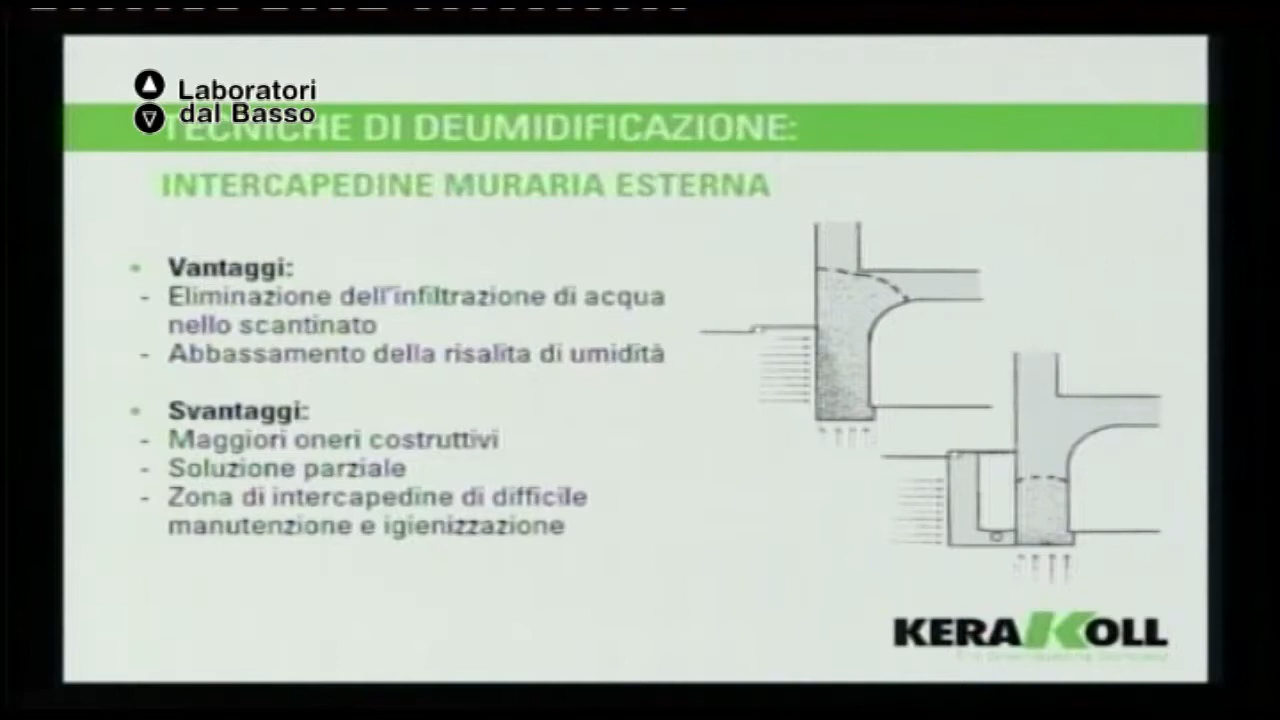 Laboratori
dal Basso
TECNICHE DI DEUMIDIFICAZIONE:
INTERCAPEDINE MURARIA ESTERNA
• Vantaggi:
- Eliminazione dell'infiltrazione di acqua
nello scantinato
- Abbassamento della risalita di umidità
• Svantaggi:
- Maggiori oneri costruttivi
- Soluzione parziale
- Zona di intercapedine di difficile
manutenzione e igienizzazione
KERAKOLL